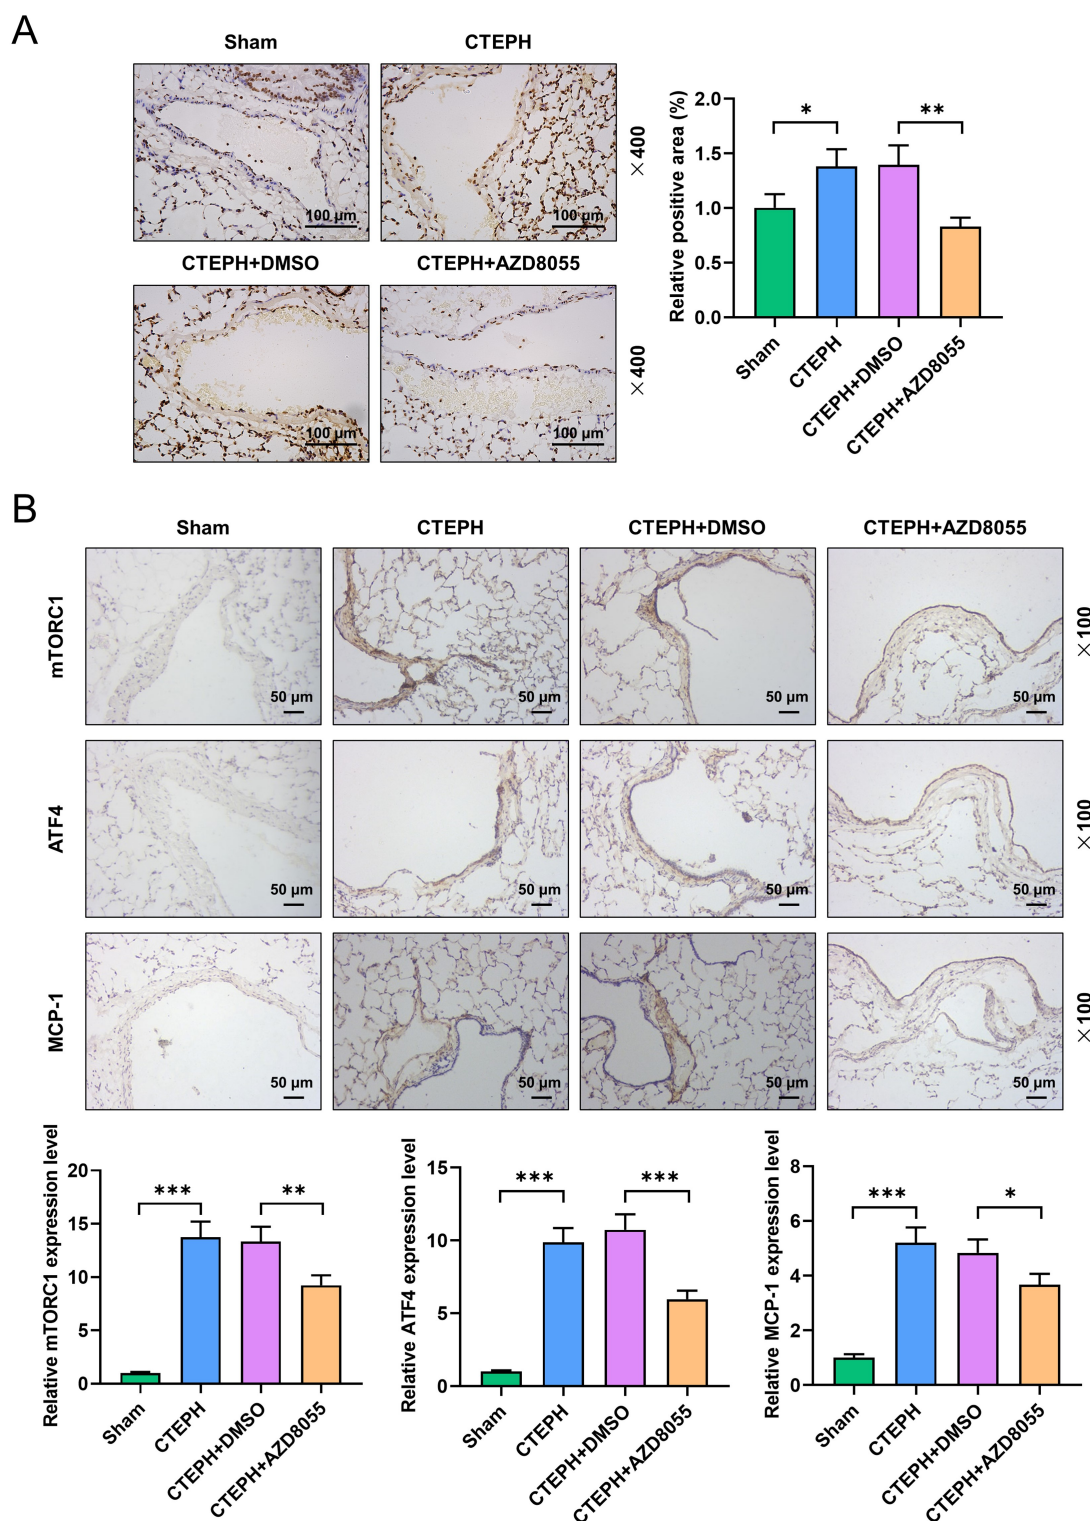 A
Sham
CTEPH
100 µm
100 µm
×400
CTEPH+DMSO
CTEPH+AZD8055
100 µm
100 µm
×400
Relative positive area (%)
2.0
1.5
1.0
0.5
0.0
*
**
Sham
CTEPH
CTEPH+DMSO
CTEPH+AZD8055
B
Sham
CTEPH
CTEPH+DMSO
CTEPH+AZD8055
mTORC1
50 µm
50 µm
50 µm
50 µm
×100
ATF4
50 µm
50 µm
50 µm
50 µm
×100
MCP-1
50 µm
50 µm
50 µm
50 µm
×100
Relative mTORC1 expression level
20
15
10
5
0
***
**
Sham
CTEPH
CTEPH+DMSO
CTEPH+AZD8055
Relative ATF4 expression level
15
10
5
0
***
***
Sham
CTEPH
CTEPH+DMSO
CTEPH+AZD8055
Relative MCP-1 expression level
8
6
4
2
0
***
*
Sham
CTEPH
CTEPH+DMSO
CTEPH+AZD8055